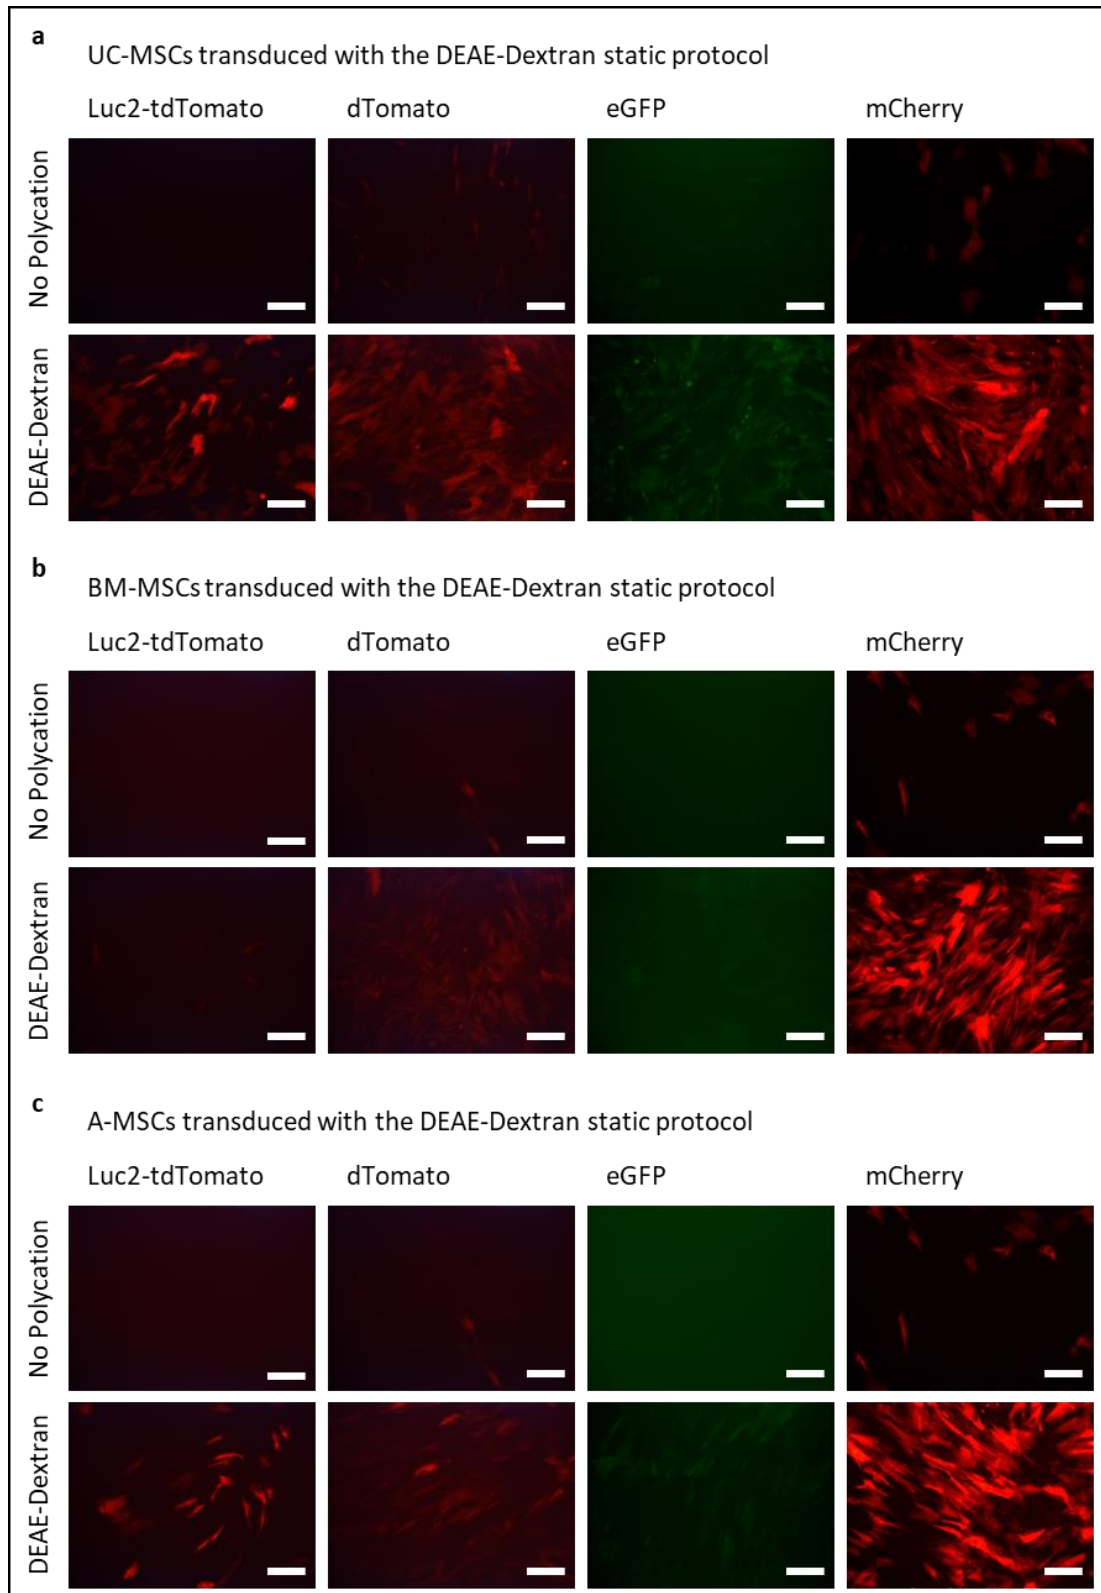 a
UC-MSCs transduced with the DEAE-Dextran static protocol
Luc2-tdTomato dTomato eGFP mCherry
No Polycation
DEAE-Dextran
b
BM-MSCs transduced with the DEAE-Dextran static protocol
Luc2-tdTomato dTomato eGFP mCherry
No Polycation
DEAE-Dextran
c
A-MSCs transduced with the DEAE-Dextran static protocol
Luc2-tdTomato dTomato eGFP mCherry
No Polycation
DEAE-Dextran